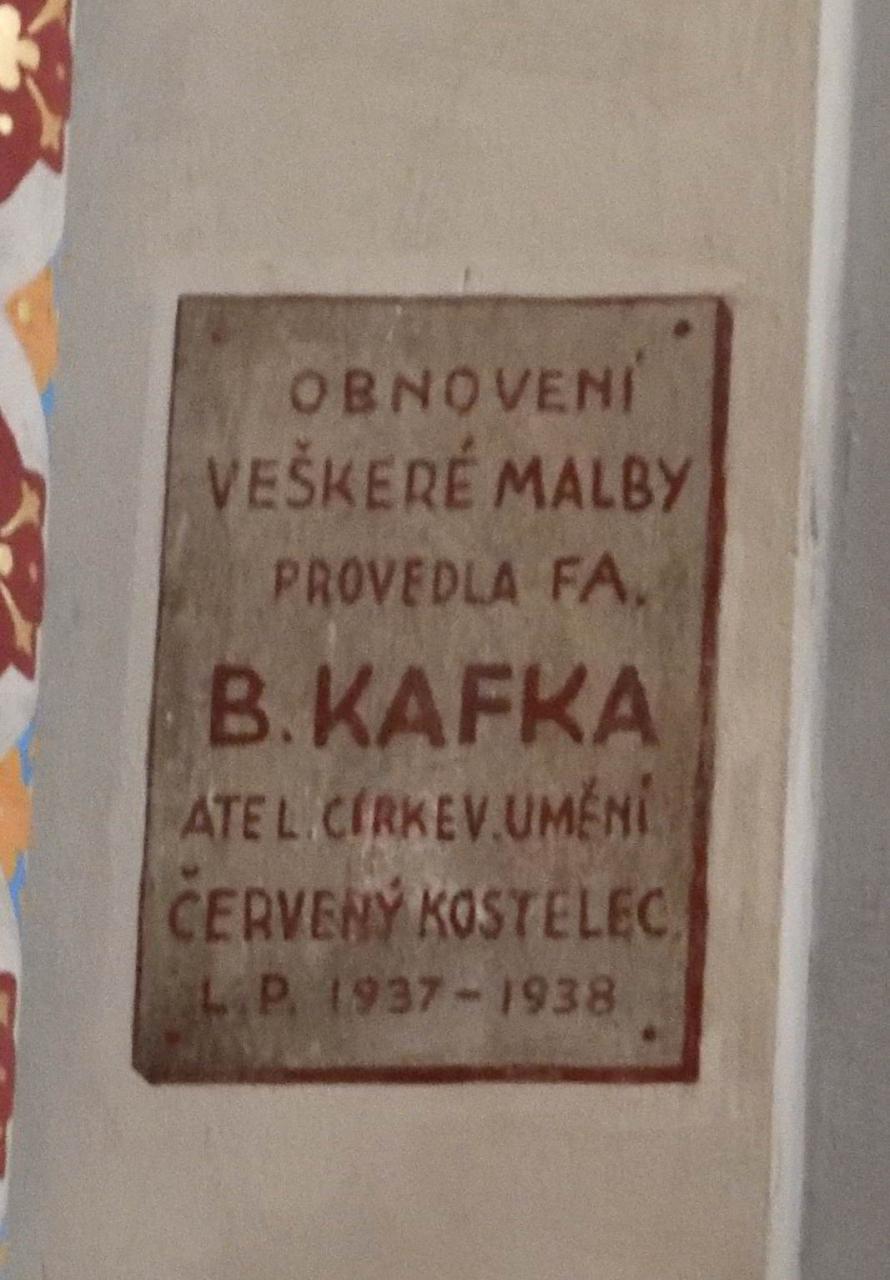 OBNOVENÍ
VEŠKERÉ MALBY
PROVEDLA FA.
B. KAFKA
ATEL. CÍRKEV. UMĚNÍ
ČERVENÝ KOSTELEC.
L. P. 1937 – 1938